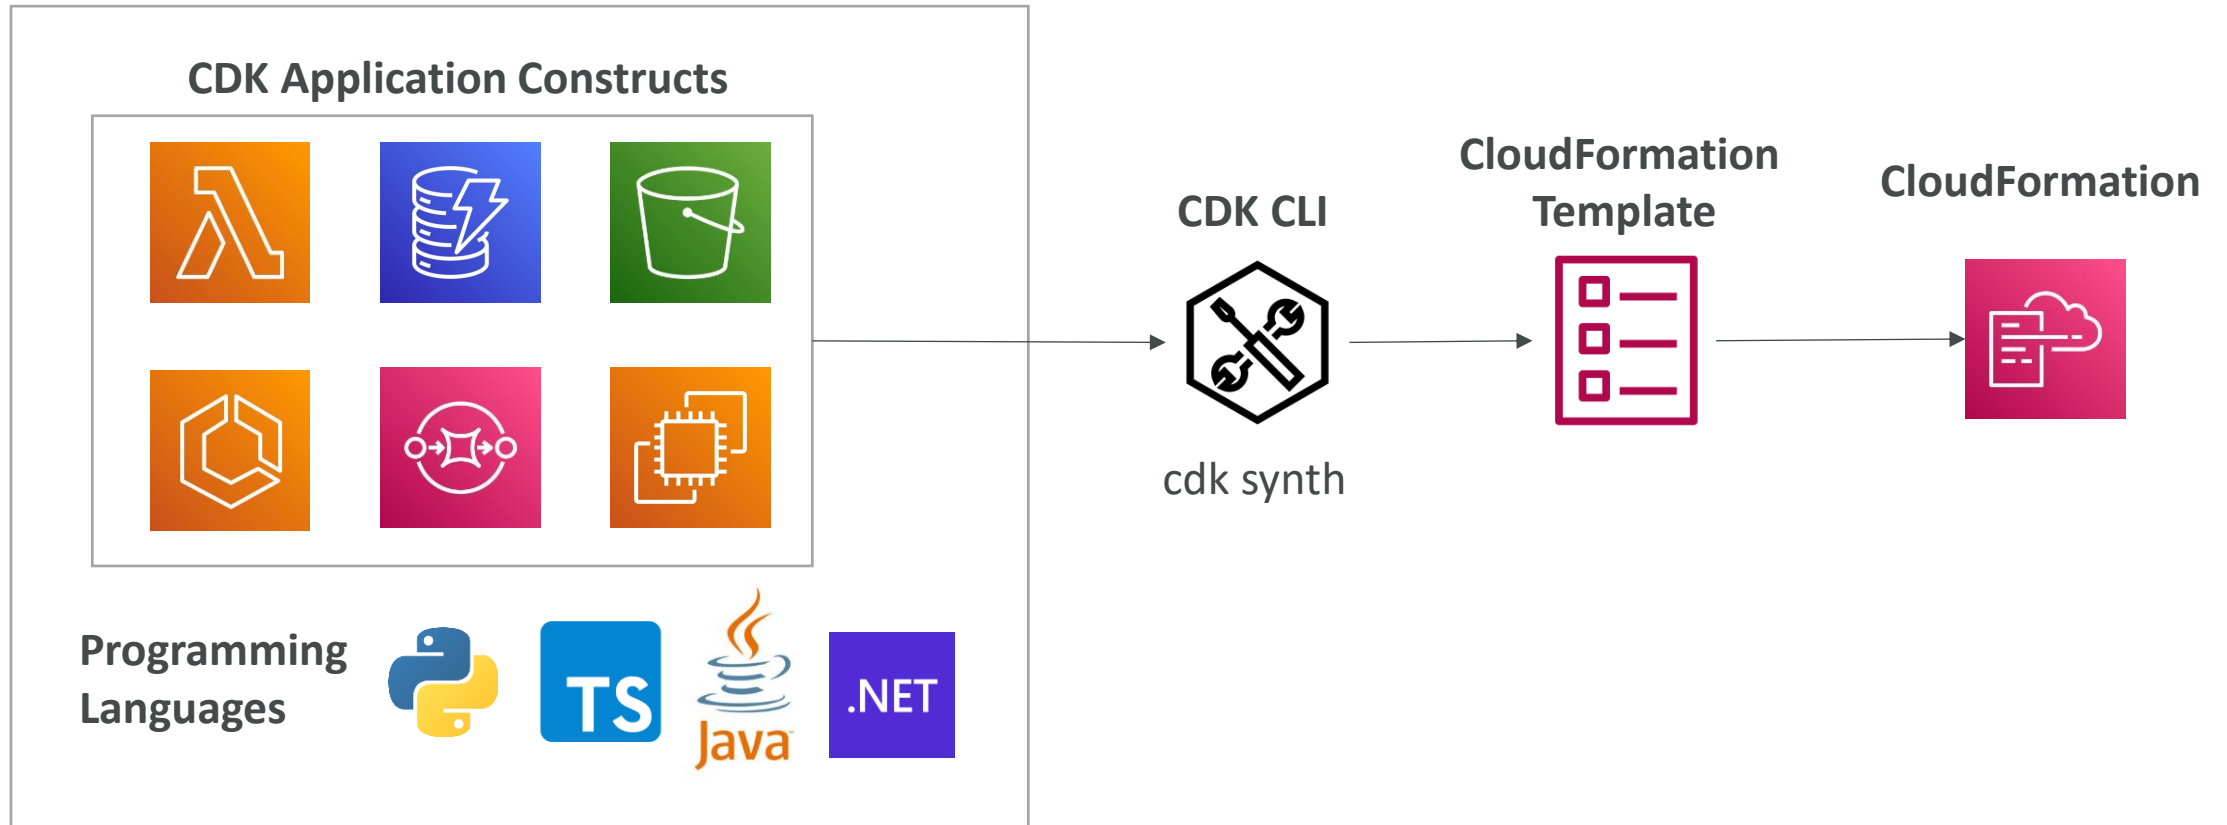 CDK Application Constructs
CloudFormation
Template
CloudFormation
CDK CLI
cdk synth
Programming
Languages
TS
Java
.NET